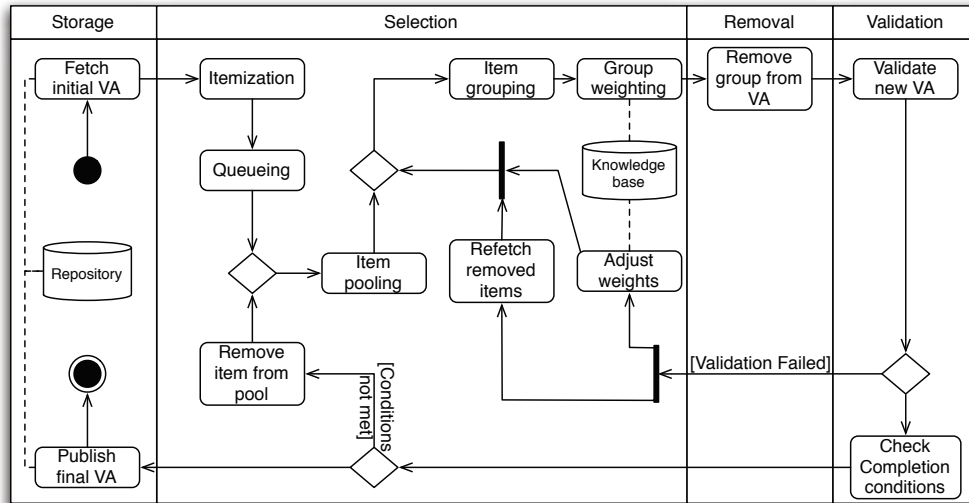 Storage
Selection
Removal
Validation
Fetch
initial VA
Itemization
Item
grouping
Group
weighting
Remove
group from
VA
Validate
new VA
Queueing
Knowledge
base
Repository
Item
pooling
Refetch
removed
items
Adjust
weights
Remove
item from
pool
[Conditions
not met]
[Validation Failed]
Publish
final VA
Check
Completion
conditions